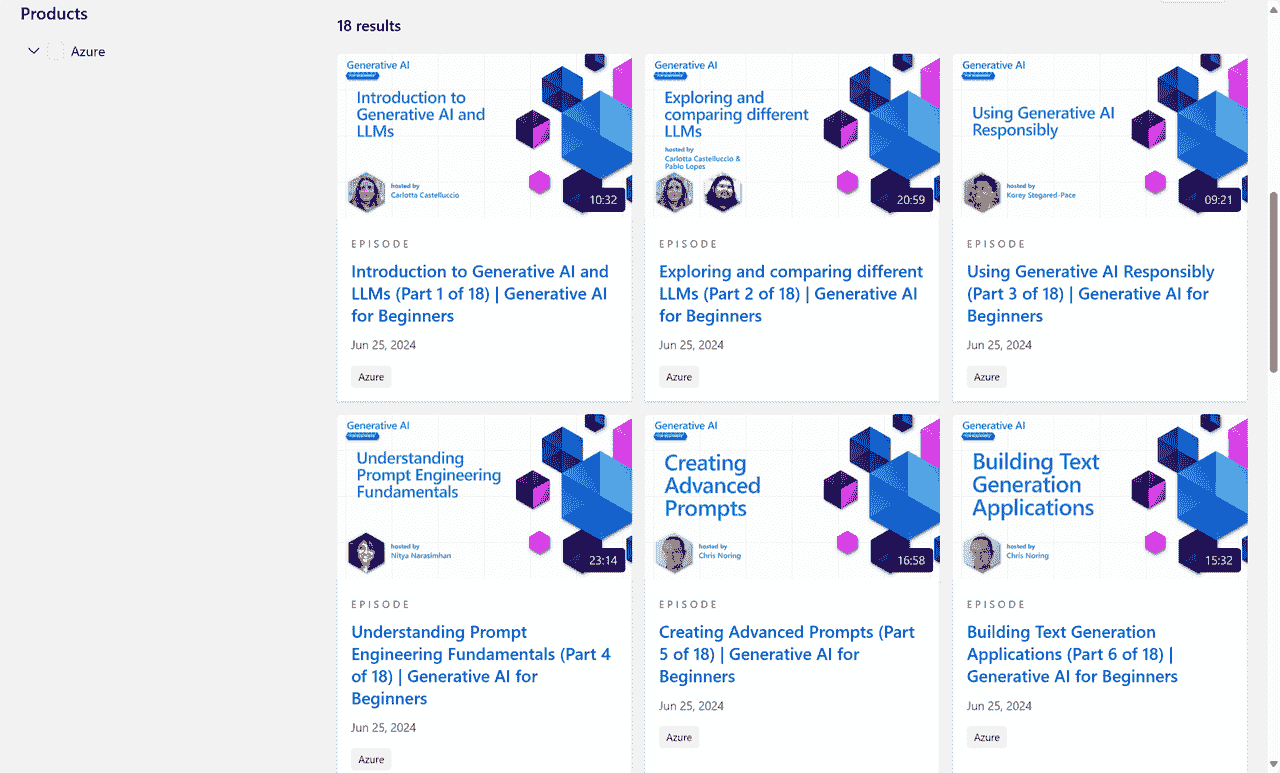 Products
Azure
18 results
Generative AI
Introduction to
Generative AI and
LLMs
hosted by
Carlotta Castelluccio
10:32
EPISODE
Introduction to Generative AI and
LLMs (Part 1 of 18) | Generative AI
for Beginners
Jun 25, 2024
Azure
Generative AI
Exploring and
comparing different
LLMs
hosted by
Carlotta Castelluccio &
Pablo Lopes
20:59
EPISODE
Exploring and comparing different
LLMs (Part 2 of 18) | Generative AI
for Beginners
Jun 25, 2024
Azure
Generative AI
Using Generative AI
Responsibly
hosted by
Korey Stegared-Pace
09:21
EPISODE
Using Generative AI Responsibly
(Part 3 of 18) | Generative AI for
Beginners
Jun 25, 2024
Azure
Generative AI
Understanding
Prompt Engineering
Fundamentals
hosted by
Nitya Narasimhan
23:14
EPISODE
Understanding Prompt
Engineering Fundamentals (Part 4
of 18) | Generative AI for
Beginners
Jun 25, 2024
Azure
Generative AI
Creating
Advanced
Prompts
hosted by
Chris Noring
16:58
EPISODE
Creating Advanced Prompts (Part
5 of 18) | Generative AI for
Beginners
Jun 25, 2024
Azure
Generative AI
Building Text
Generation
Applications
hosted by
Chris Noring
15:32
EPISODE
Building Text Generation
Applications (Part 6 of 18) |
Generative AI for Beginners
Jun 25, 2024
Azure